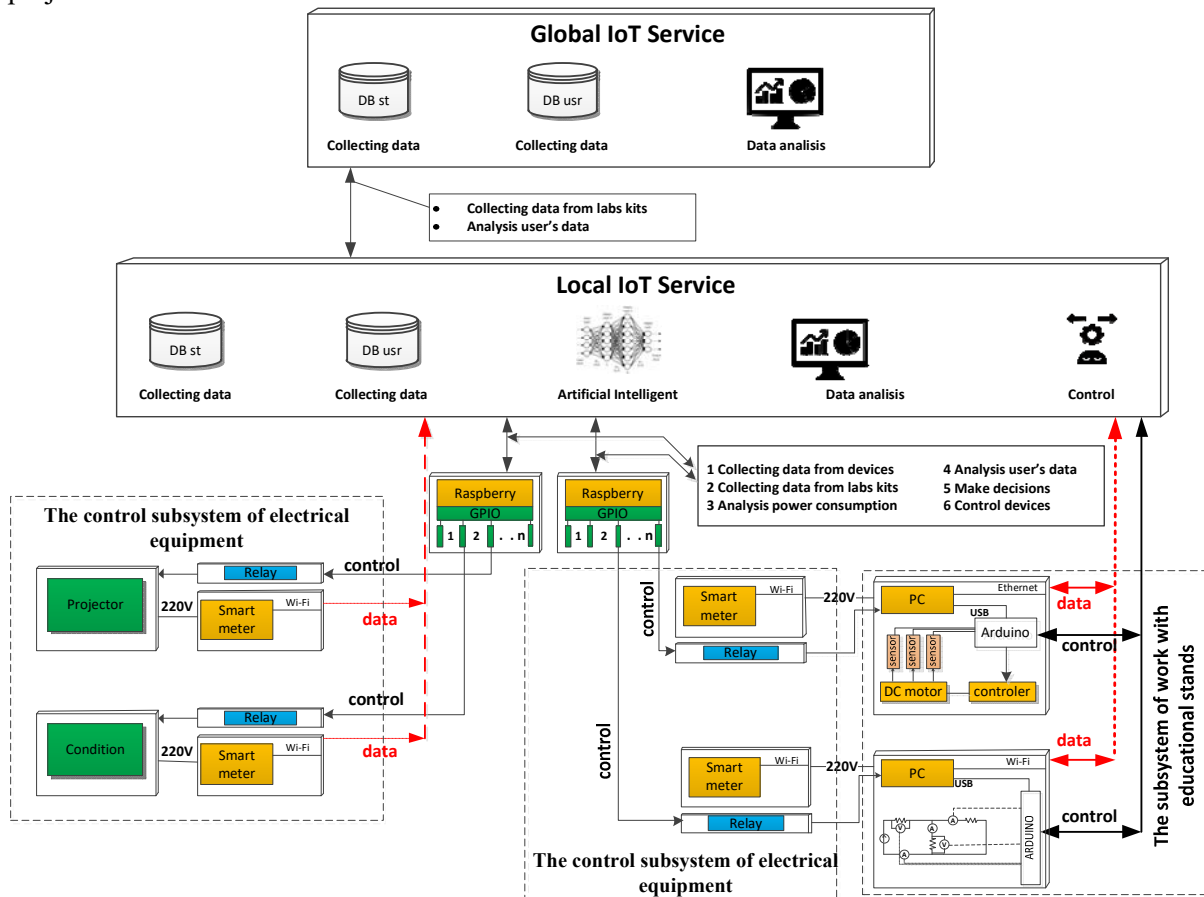 Global IoT Service
DB st
DB usr
Collecting data
Collecting data
Data analisis
• Collecting data from labs kits
• Analysis user's data
Local IoT Service
DB st
DB usr
Collecting data
Collecting data
Artificial Intelligent
Data analisis
Control
1 Collecting data from devices
2 Collecting data from labs kits
3 Analysis power consumption
4 Analysis user's data
5 Make decisions
6 Control devices
Raspberry
GPIO
1 2 . . n
Raspberry
GPIO
1 2 . . n
The control subsystem of electrical
equipment
Relay
control
Projector
220V
Smart
meter
Wi-Fi
data
Relay
control
Condition
220V
Smart
meter
Wi-Fi
data
control
Smart
meter
Wi-Fi
220V
Relay
control
Smart
meter
Wi-Fi
220V
Relay
The control subsystem of electrical
equipment
PC
Ethernet
USB
Arduino
sensor
sensor
sensor
DC motor
controler
data
control
PC
Wi-Fi
USB
ARDUINO
V
A
A
V
A
data
control
The subsystem of work with
educational stands